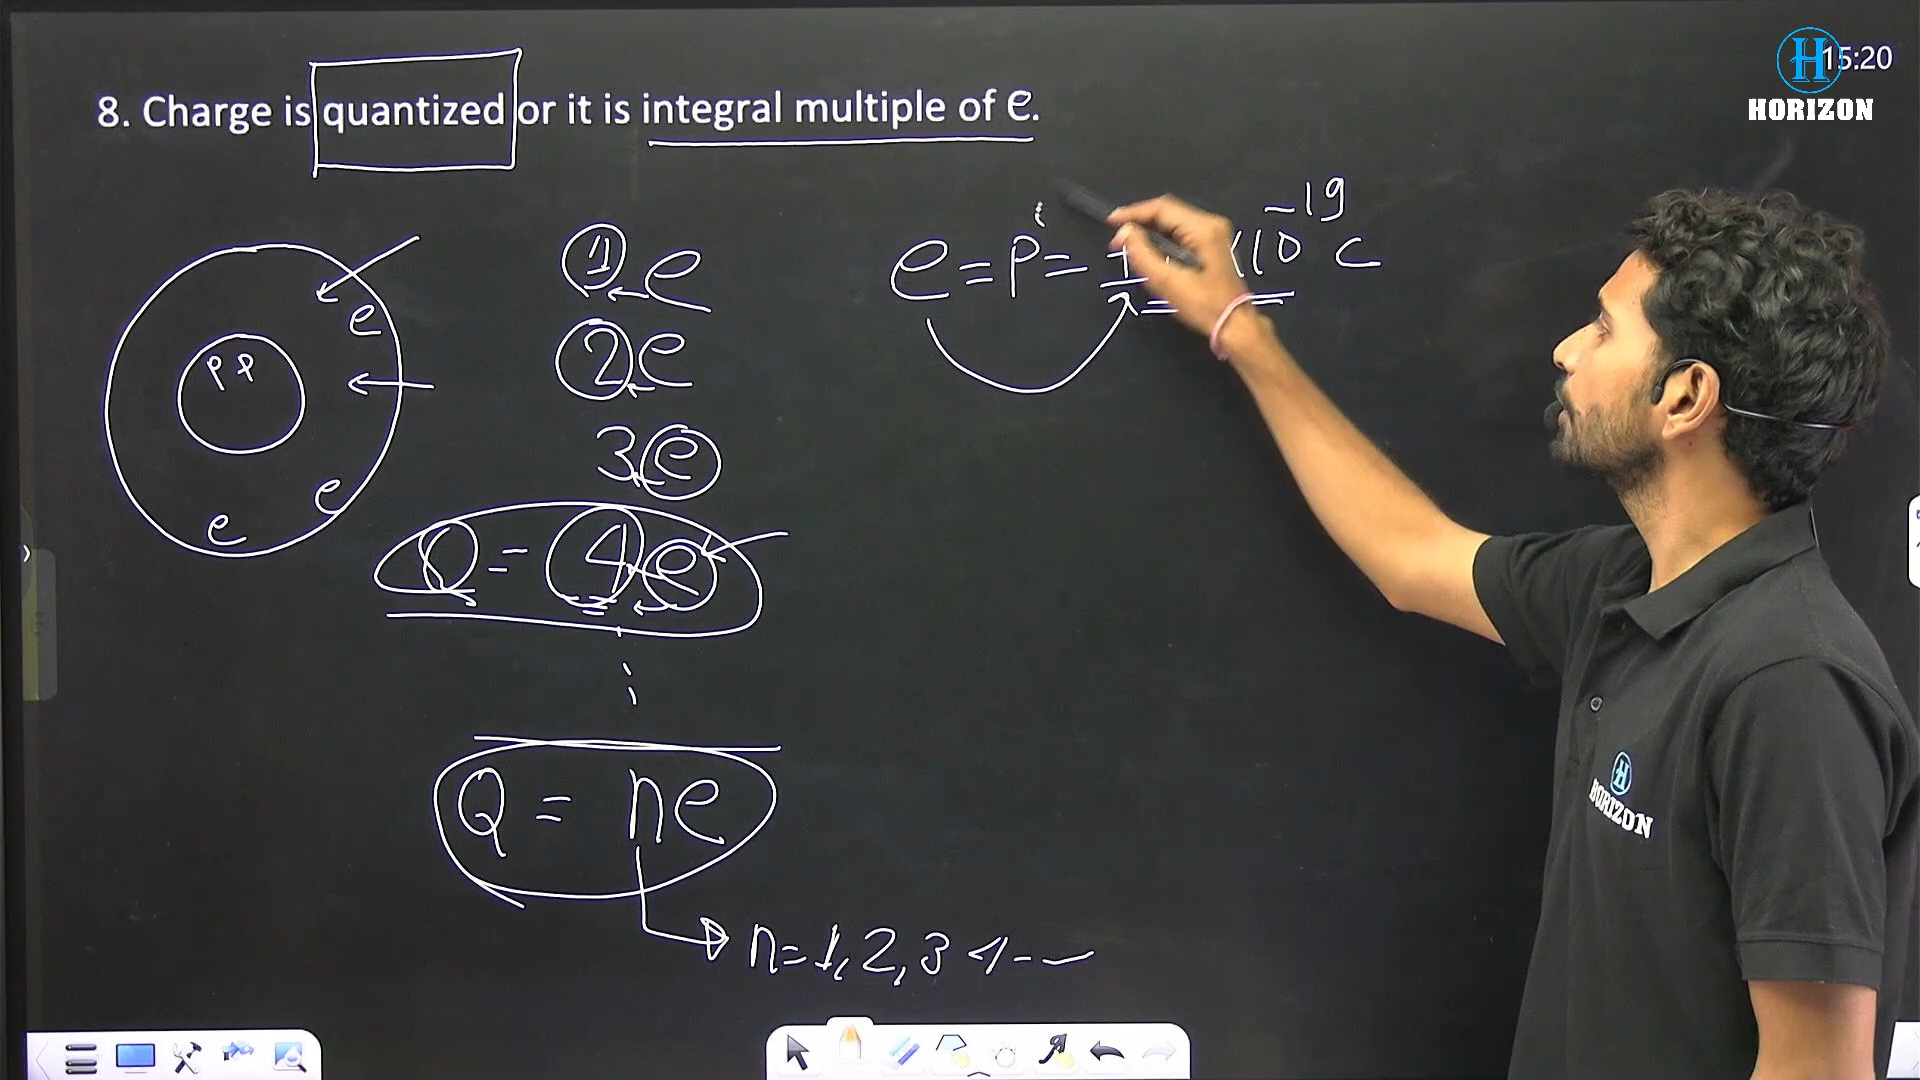 8. Charge is quantized or it is integral multiple of e.
H 15:20
HORIZON
e = p = × 10⁻¹⁹ C
1 e
2 e
3 e
Q = 4 e
Q = ne
n = 1, 2, 3 4 - —
e
e
e
P P
H
HORIZON